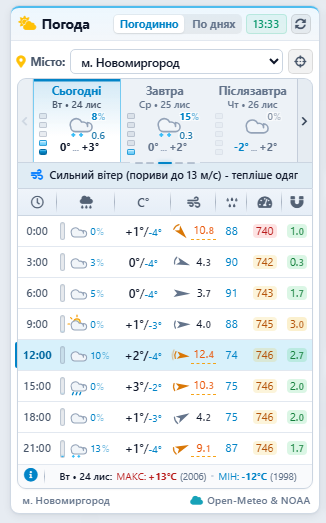 Погода Погодинно По днях 13:33
Місто: м. Новомиргород
Сьогодні Завтра Післязавтра
Вт • 24 лис Ср • 25 лис Чт • 26 лис
8% 15% 0%
0.6 0.3
0° ... +3° 0° ... +2° -2° ... +2°
Сильний вітер (пориви до 13 м/с) - тепліше одяг
C°
0:00 0% +1°/-4° 10.8 88 740 1.0
3:00 3% 0°/-4° 4.3 90 742 0.3
6:00 5% 0°/-4° 3.7 91 743 1.7
9:00 0% +1°/-3° 4.0 88 745 3.0
12:00 10% +2°/-4° 12.4 74 746 2.7
15:00 0% +3°/-2° 10.3 75 746 2.0
18:00 0% +1°/-3° 4.2 75 746 2.0
21:00 13% +1°/-4° 9.1 87 746 1.7
Вт • 24 лис: МАКС: +13°C (2006) · МІН: -12°C (1998)
м. Новомиргород Open-Meteo & NOAA